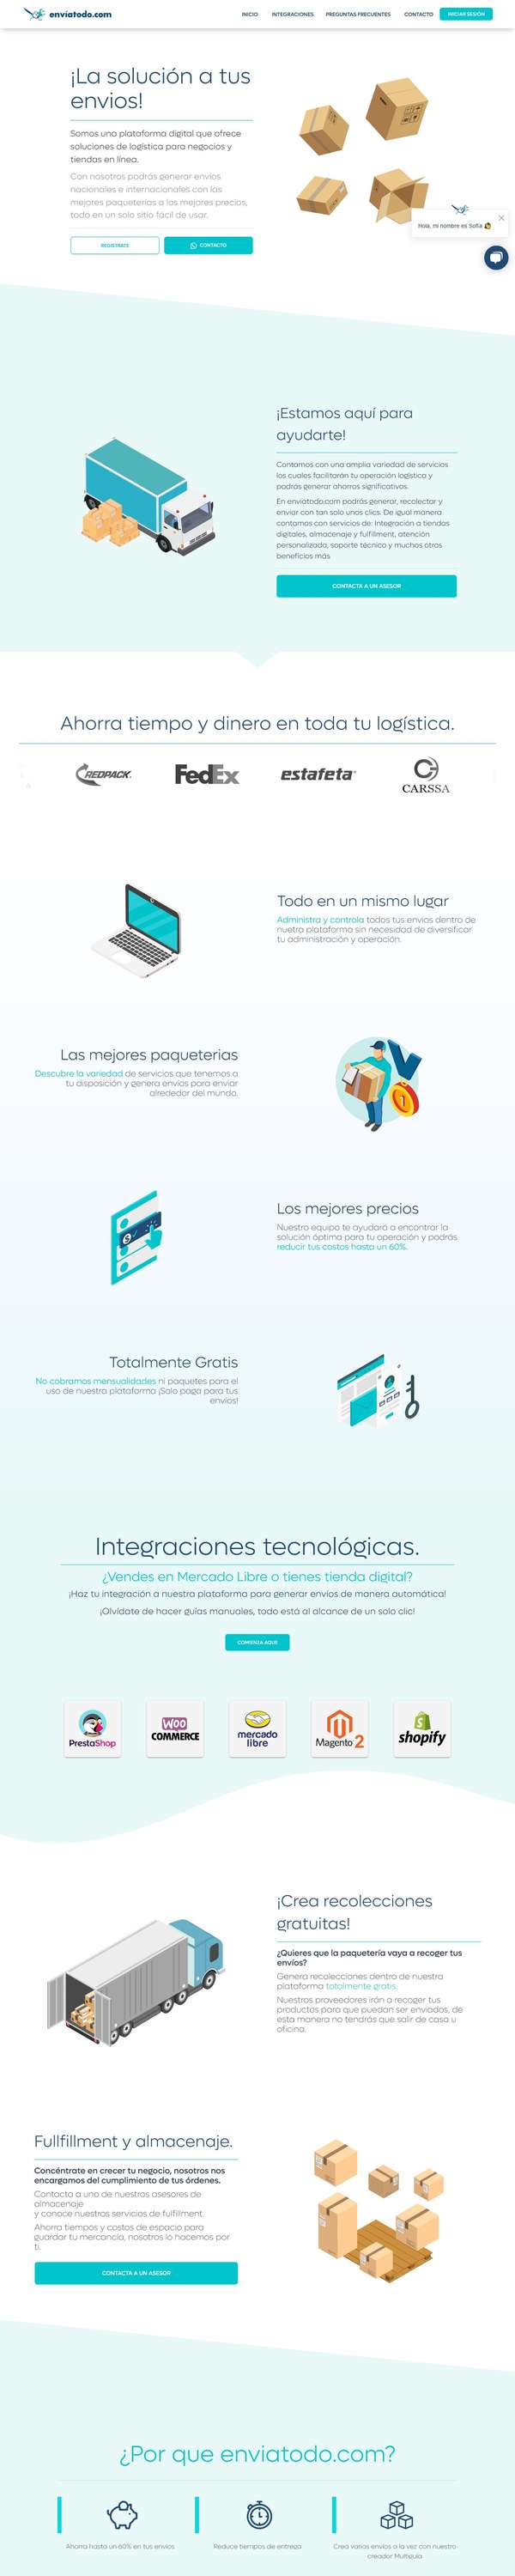 enviatodo.com
INICIO
INTEGRACIONES
PREGUNTAS FRECUENTES
CONTACTO
INICIAR SESIÓN
¡La solución a tus
envios!
Somos una plataforma digital que ofrece
soluciones de logística para negocios y
tiendas en línea.
Con nosotros podrás generar envíos
nacionales e internacionales con las
mejores paqueterías a los mejores precios,
todo en un solo sitio fácil de usar.
REGISTRATE
CONTACTO
Hola, mi nombre es Sofía
¡Estamos aquí para
ayudarte!
Contamos con una amplia variedad de servicios
los cuales facilitarán tu operación logística y
podrás generar ahorros significativos.
En enviatodo.com podrás generar, recolectar y
enviar con tan solo unos clics. De igual manera
contamos con servicios de: Integración a tiendas
digitales, almacenaje y fulfillment, atención
personalizada, soporte técnico y muchos otros
beneficios más
CONTACTA A UN ASESOR
Ahorra tiempo y dinero en toda tu logística.
REDPACK
FedEx
estafeta
CARSSA
Todo en un mismo lugar
Administra y controla todos tus envios dentro de
nuetra plataforma sin necesidad de diversificar
tu administración y operación.
Las mejores paqueterias
Descubre la variedad de servicios que tenemos a
tu disposición y genera envios para enviar
alrededor del mundo.
Los mejores precios
Nuestro equipo te ayudará a encontrar la
solución óptima para tu operación y podrás
reducir tus costos hasta un 60%.
Totalmente Gratis
No cobramos mensualidades ni paquetes para el
uso de nuestra plataforma ¡Solo paga para tus
envios!
Integraciones tecnológicas.
¿Vendes en Mercado Libre o tienes tienda digital?
¡Haz tu integración a nuestra plataforma para generar envíos de manera automática!
¡Olvidate de hacer guías manuales, todo está al alcance de un solo clic!
COMIENZA AQUÍ
PrestaShop
WOO
COMMERCE
mercado
libre
Magento 2
shopify
¡Crea recolecciones
gratuitas!
¿Quieres que la paquetería vaya a recoger tus
envíos?
Genera recolecciones dentro de nuestra
plataforma totalmente gratis.
Nuestros proveedores irán a recoger tus
productos para que puedan ser enviados, de
esta manera no tendrás que salir de casa u
oficina.
Fullfillment y almacenaje.
Concéntrate en crecer tu negocio, nosotros nos
encargamos del cumplimiento de tus órdenes.
Contacta a uno de nuestros asesores de
almacenaje
y conoce nuestros servicios de fulfillment.
Ahorra tiempos y costos de espacio para
guardar tu mercancía, nosotros lo hacemos por
ti.
CONTACTA A UN ASESOR
¿Por que enviatodo.com?
Ahorra hasta un 60% en tus envios
Reduce tiempos de entrega
Crea varios envíos a la vez con nuestro
creador Multiguía